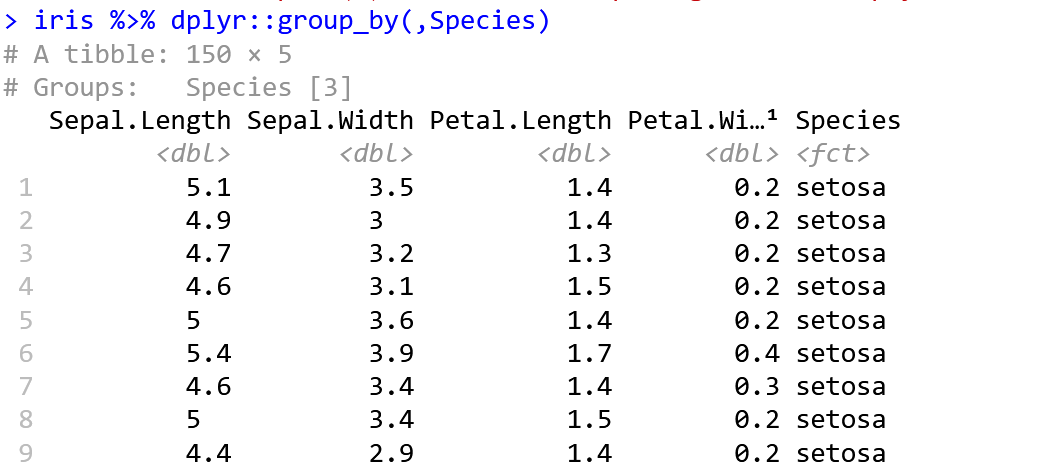 > iris %>% dplyr::group_by(,Species)
# A tibble: 150 × 5
# Groups:   Species [3]
   Sepal.Length Sepal.Width Petal.Length Petal.Wi…¹ Species
          <dbl>       <dbl>        <dbl>      <dbl> <fct>
 1          5.1         3.5          1.4        0.2 setosa
 2          4.9         3            1.4        0.2 setosa
 3          4.7         3.2          1.3        0.2 setosa
 4          4.6         3.1          1.5        0.2 setosa
 5          5           3.6          1.4        0.2 setosa
 6          5.4         3.9          1.7        0.4 setosa
 7          4.6         3.4          1.4        0.3 setosa
 8          5           3.4          1.5        0.2 setosa
 9          4.4         2.9          1.4        0.2 setosa